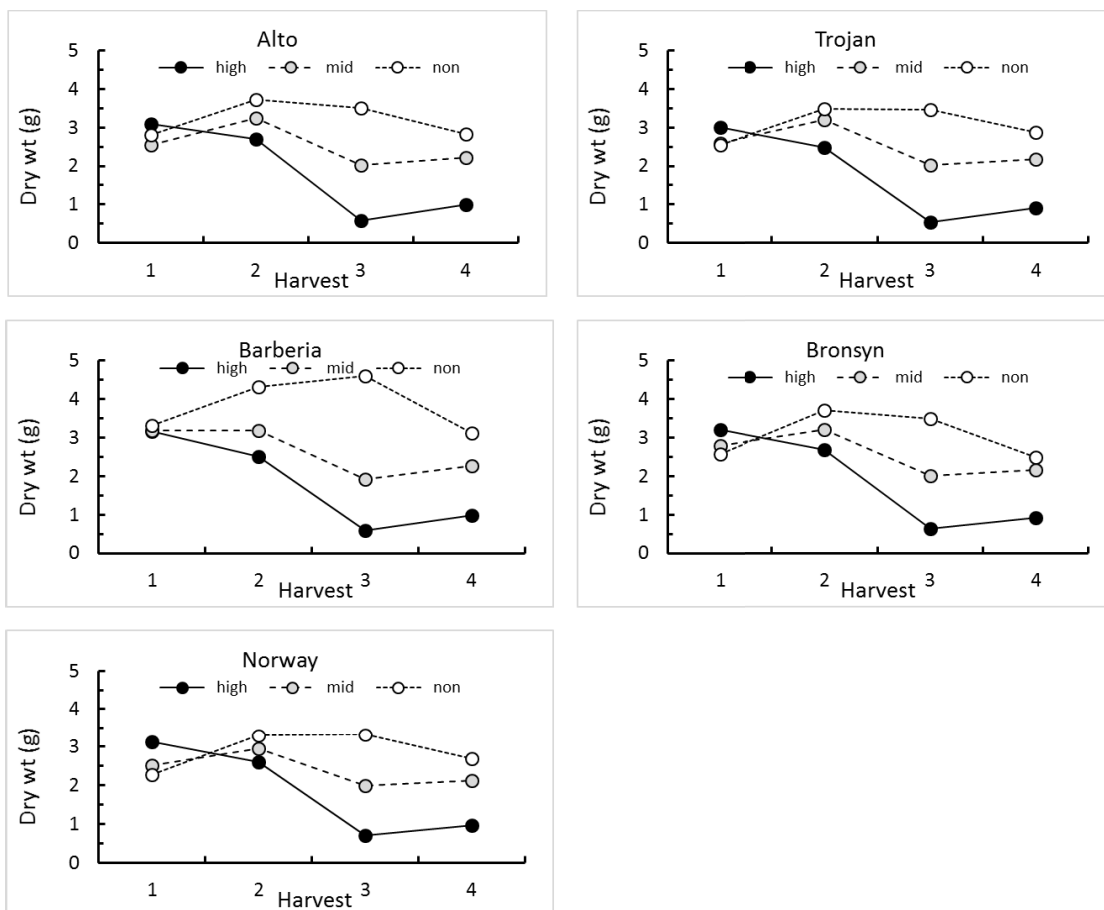 Alto
high mid non
Dry wt (g)
5
4
3
2
1
0
1 2 3 4
Harvest
Trojan
high mid non
Dry wt (g)
5
4
3
2
1
0
1 2 3 4
Harvest
Barberia
high mid non
Dry wt (g)
5
4
3
2
1
0
1 2 3 4
Harvest
Bronsyn
high mid non
Dry wt (g)
5
4
3
2
1
0
1 2 3 4
Harvest
Norway
high mid non
Dry wt (g)
5
4
3
2
1
0
1 2 3 4
Harvest